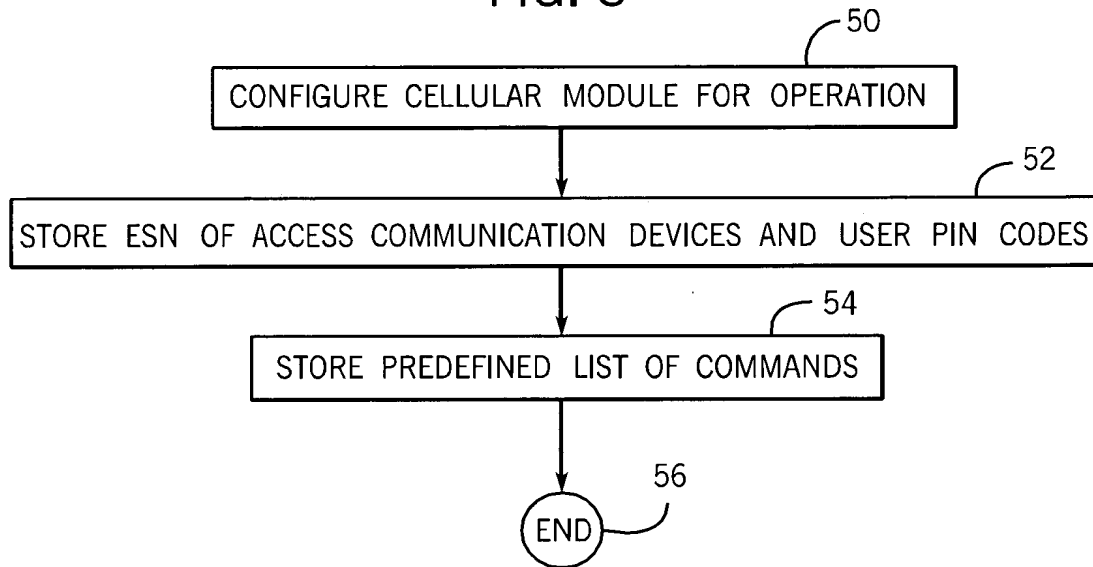 50
CONFIGURE CELLULAR MODULE FOR OPERATION
52
STORE ESN OF ACCESS COMMUNICATION DEVICES AND USER PIN CODES
54
STORE PREDEFINED LIST OF COMMANDS
56
END